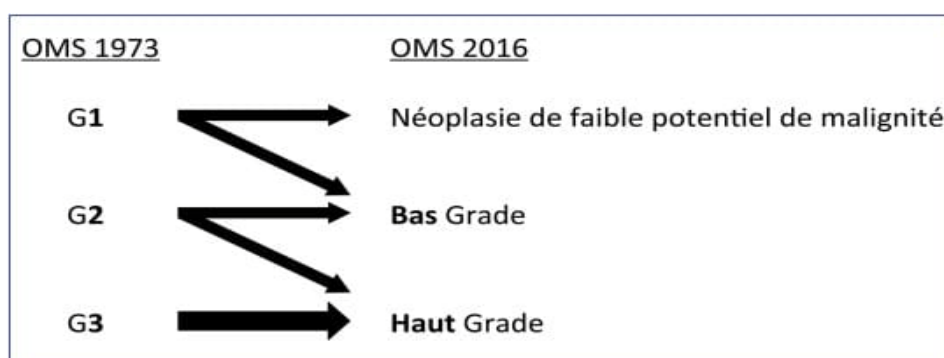 OMS 1973 OMS 2016
G1 Néoplasie de faible potentiel de malignité
G2 Bas Grade
G3 Haut Grade